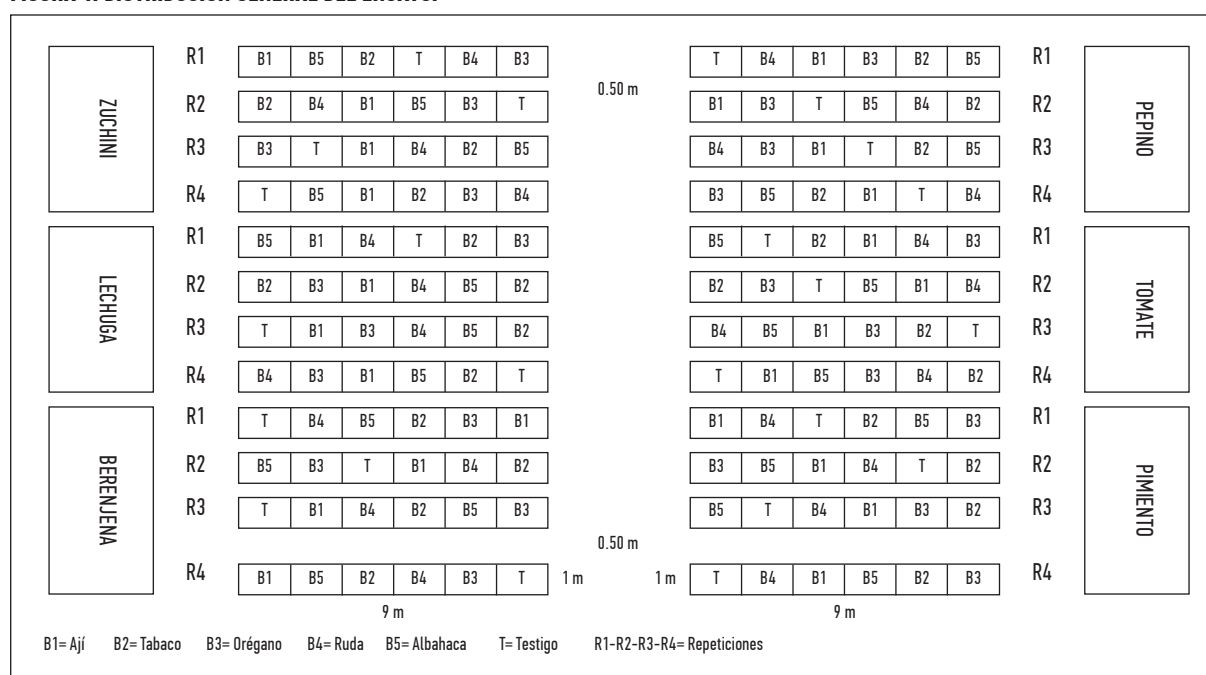 ZUCHINI
R1 B1 B5 B2 T B4 B3
R2 B2 B4 B1 B5 B3 T
R3 B3 T B1 B4 B2 B5
R4 T B5 B1 B2 B3 B4
LECHUGA
R1 B5 B1 B4 T B2 B3
R2 B2 B3 B1 B4 B5 B2
R3 T B1 B3 B4 B5 B2
R4 B4 B3 B1 B5 B2 T
BERENJENA
R1 T B4 B5 B2 B3 B1
R2 B5 B3 T B1 B4 B2
R3 T B1 B4 B2 B5 B3
R4 B1 B5 B2 B4 B3 T
1 m
9 m
0.50 m
0.50 m
PEPINO
T B4 B1 B3 B2 B5 R1
B1 B3 T B5 B4 B2 R2
B4 B3 B1 T B2 B5 R3
B3 B5 B2 B1 T B4 R4
TOMATE
B5 T B2 B1 B4 B3 R1
B2 B3 T B5 B1 B4 R2
B4 B5 B1 B3 B2 T R3
T B1 B5 B3 B4 B2 R4
PIMIENTO
B1 B4 T B2 B5 B3 R1
B3 B5 B1 B4 T B2 R2
B5 T B4 B1 B3 B2 R3
1 m T B4 B1 B5 B2 B3 R4
9 m
B1= Ají B2= Tabaco B3= Orégano B4= Ruda B5= Albahaca T= Testigo R1-R2-R3-R4= Repeticiones